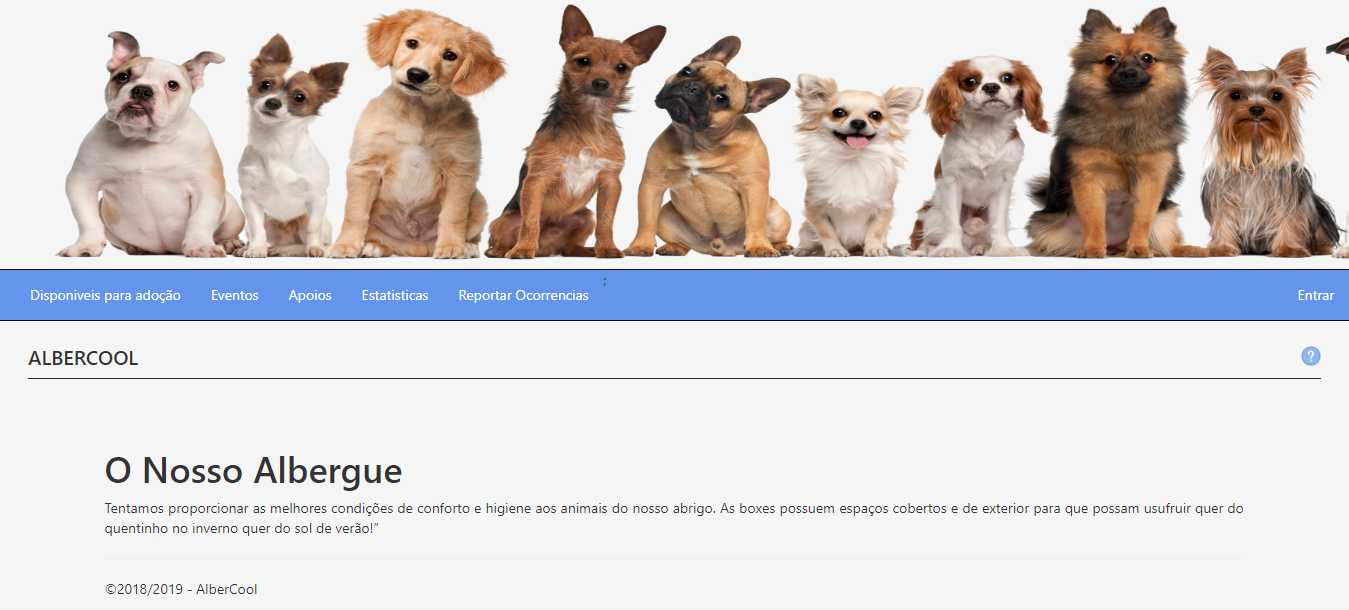 Disponiveis para adoção Eventos Apoios Estatisticas Reportar Ocorrencias ; Entrar
ALBERCOOL ?
O Nosso Albergue
Tentamos proporcionar as melhores condições de conforto e higiene aos animais do nosso abrigo. As boxes possuem espaços cobertos e de exterior para que possam usufruir quer do
quentinho no inverno quer do sol de verão!”
©2018/2019 - AlberCool